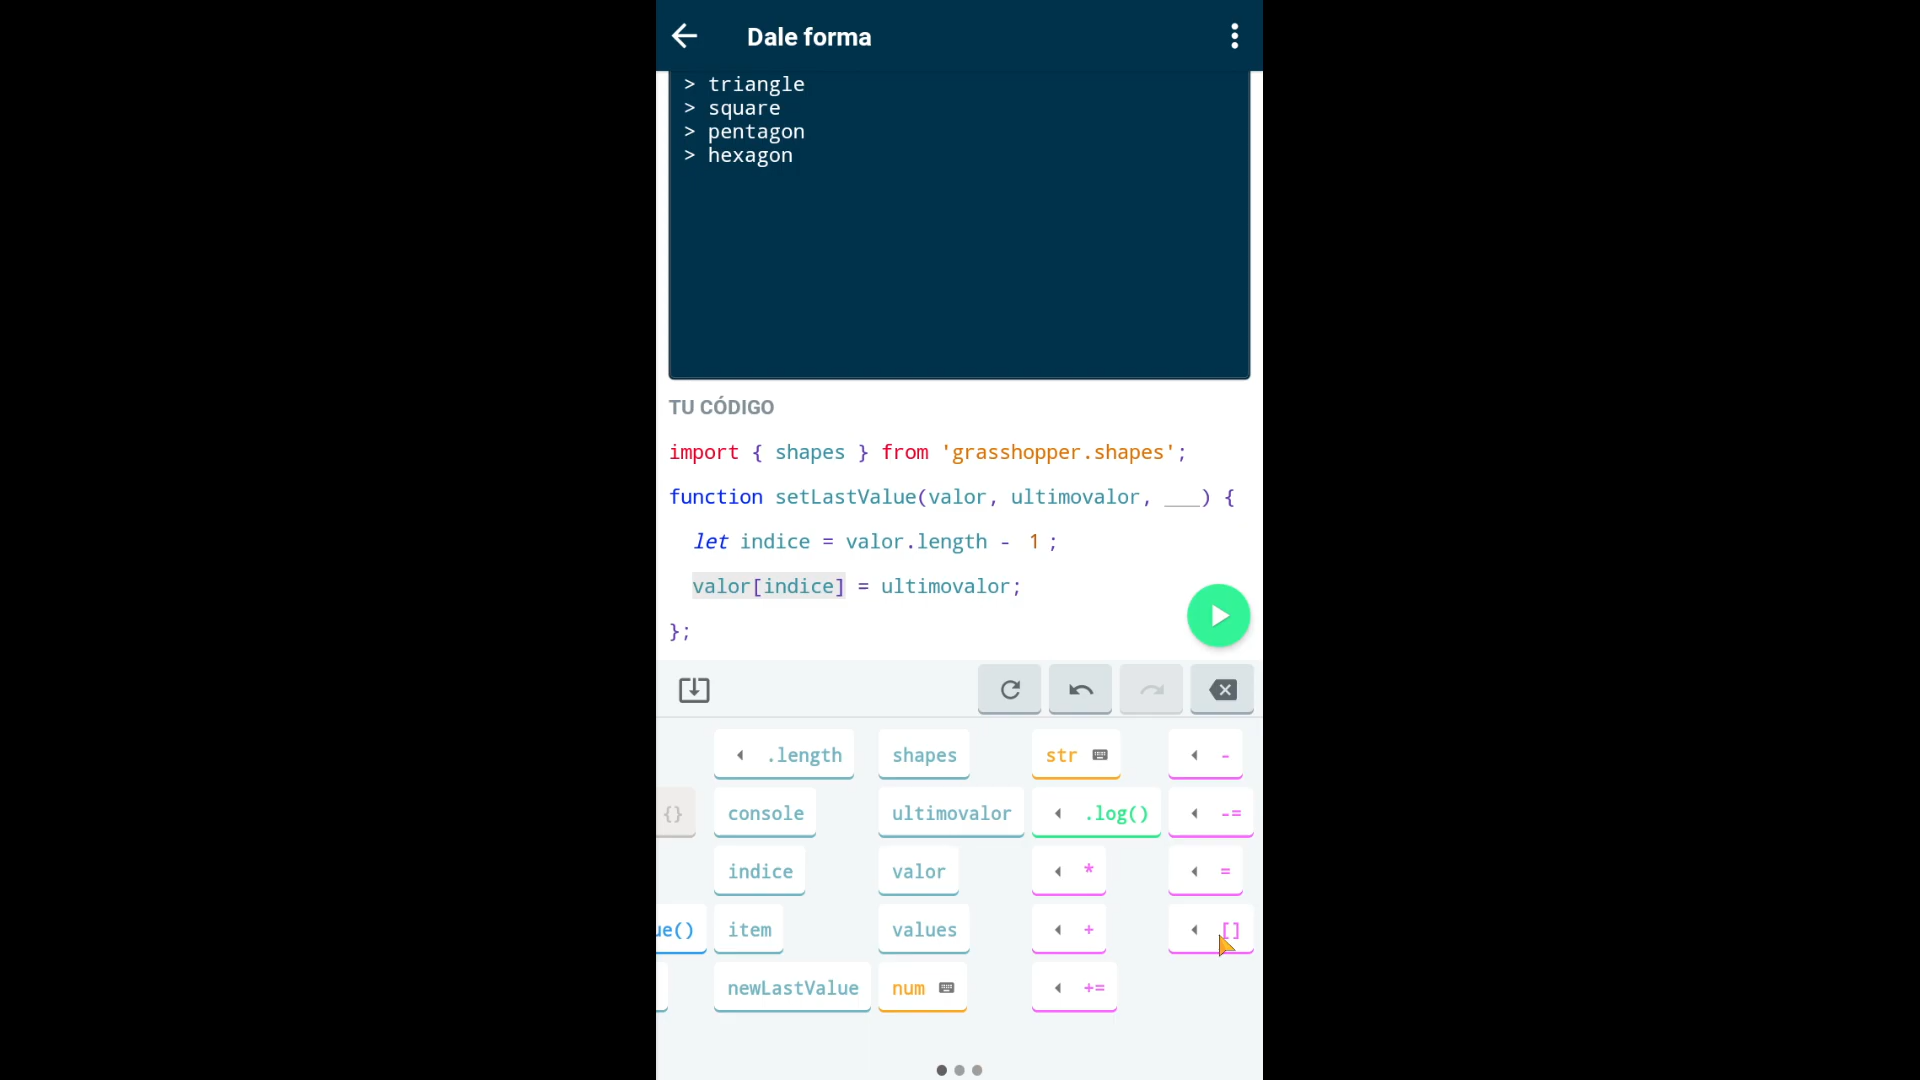 Dale forma
> triangle
> square
> pentagon
> hexagon
TU CÓDIGO
import { shapes } from 'grasshopper.shapes';
function setLastValue(valor, ultimovalor, ___) {
let indice = valor.length - 1 ;
valor[indice] = ultimovalor;
};
.length shapes str -
{} console ultimovalor .log() -=
indice valor * =
ue() item values + []
newLastValue num +=